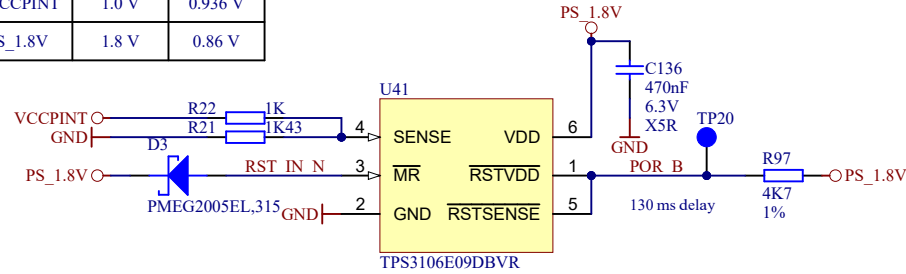 CCPINT 1.0 V 0.936 V
S_1.8V 1.8 V 0.86 V
PS_1.8V
C136
470nF
6.3V
X5R
GND
U41
VCCPINT R22 1K
GND R21 1K43
4 SENSE VDD 6
TP20
D3
PS_1.8V RST_IN_N 3 MR RSTVDD 1 POR_B R97 PS_1.8V
4K7
1%
PMEG2005EL,315 GND 2 GND RSTSENSE 5 130 ms delay
TPS3106E09DBVR